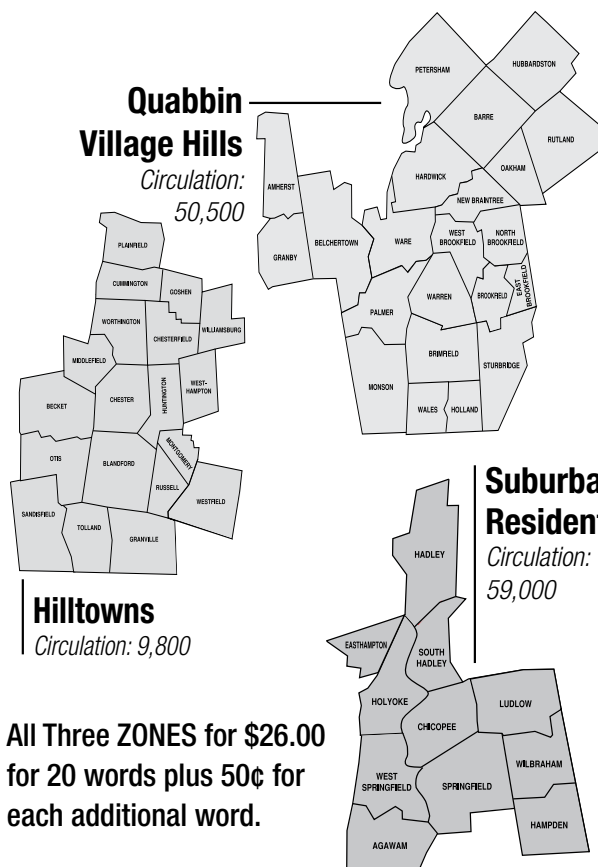 Quabbin
Village Hills
Circulation:
50,500
PETERSHAM
HUBBARDSTON
BARRE
RUTLAND
HARDWICK
OAKHAM
NEW BRAINTREE
AMHERST
GRANBY
BELCHERTOWN
WARE
WEST
BROOKFIELD
NORTH
BROOKFIELD
EAST
BROOKFIELD
BROOKFIELD
WARREN
PALMER
BRIMFIELD
STURBRIDGE
MONSON
WALES
HOLLAND
PLAINFIELD
CUMMINGTON
GOSHEN
WORTHINGTON
CHESTERFIELD
WILLIAMSBURG
MIDDLEFIELD
CHESTER
HUNTINGTON
WEST-
HAMPTON
BECKET
OTIS
BLANDFORD
MONTGOMERY
RUSSELL
WESTFIELD
SANDISFIELD
TOLLAND
GRANVILLE
Hilltowns
Circulation: 9,800
Suburba
Resident
Circulation:
59,000
HADLEY
EASTHAMPTON
SOUTH
HADLEY
HOLYOKE
CHICOPEE
LUDLOW
WEST
SPRINGFIELD
SPRINGFIELD
WILBRAHAM
HAMPDEN
AGAWAM
All Three ZONES for $26.00
for 20 words plus 50¢ for
each additional word.